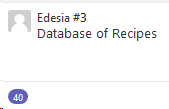 Edesia #3
Database of Recipes
40